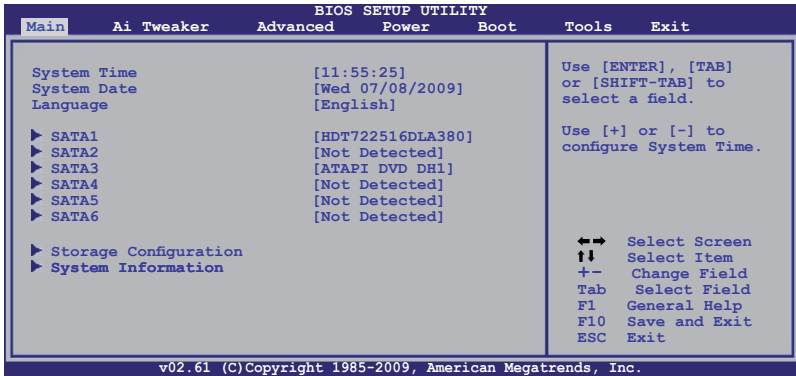 BIOS SETUP UTILITY
Main Ai Tweaker Advanced Power Boot Tools Exit
System Time [11:55:25]
System Date [Wed 07/08/2009]
Language [English]
SATA1 [HDT722516DLA380]
SATA2 [Not Detected]
SATA3 [ATAPI DVD DH1]
SATA4 [Not Detected]
SATA5 [Not Detected]
SATA6 [Not Detected]
Storage Configuration
System Information
Use [ENTER], [TAB]
or [SHIFT-TAB] to
select a field.
Use [+] or [-] to
configure System Time.
←→ Select Screen
↑↓ Select Item
+- Change Field
Tab Select Field
F1 General Help
F10 Save and Exit
ESC Exit
v02.61 (C)Copyright 1985-2009, American Megatrends, Inc.